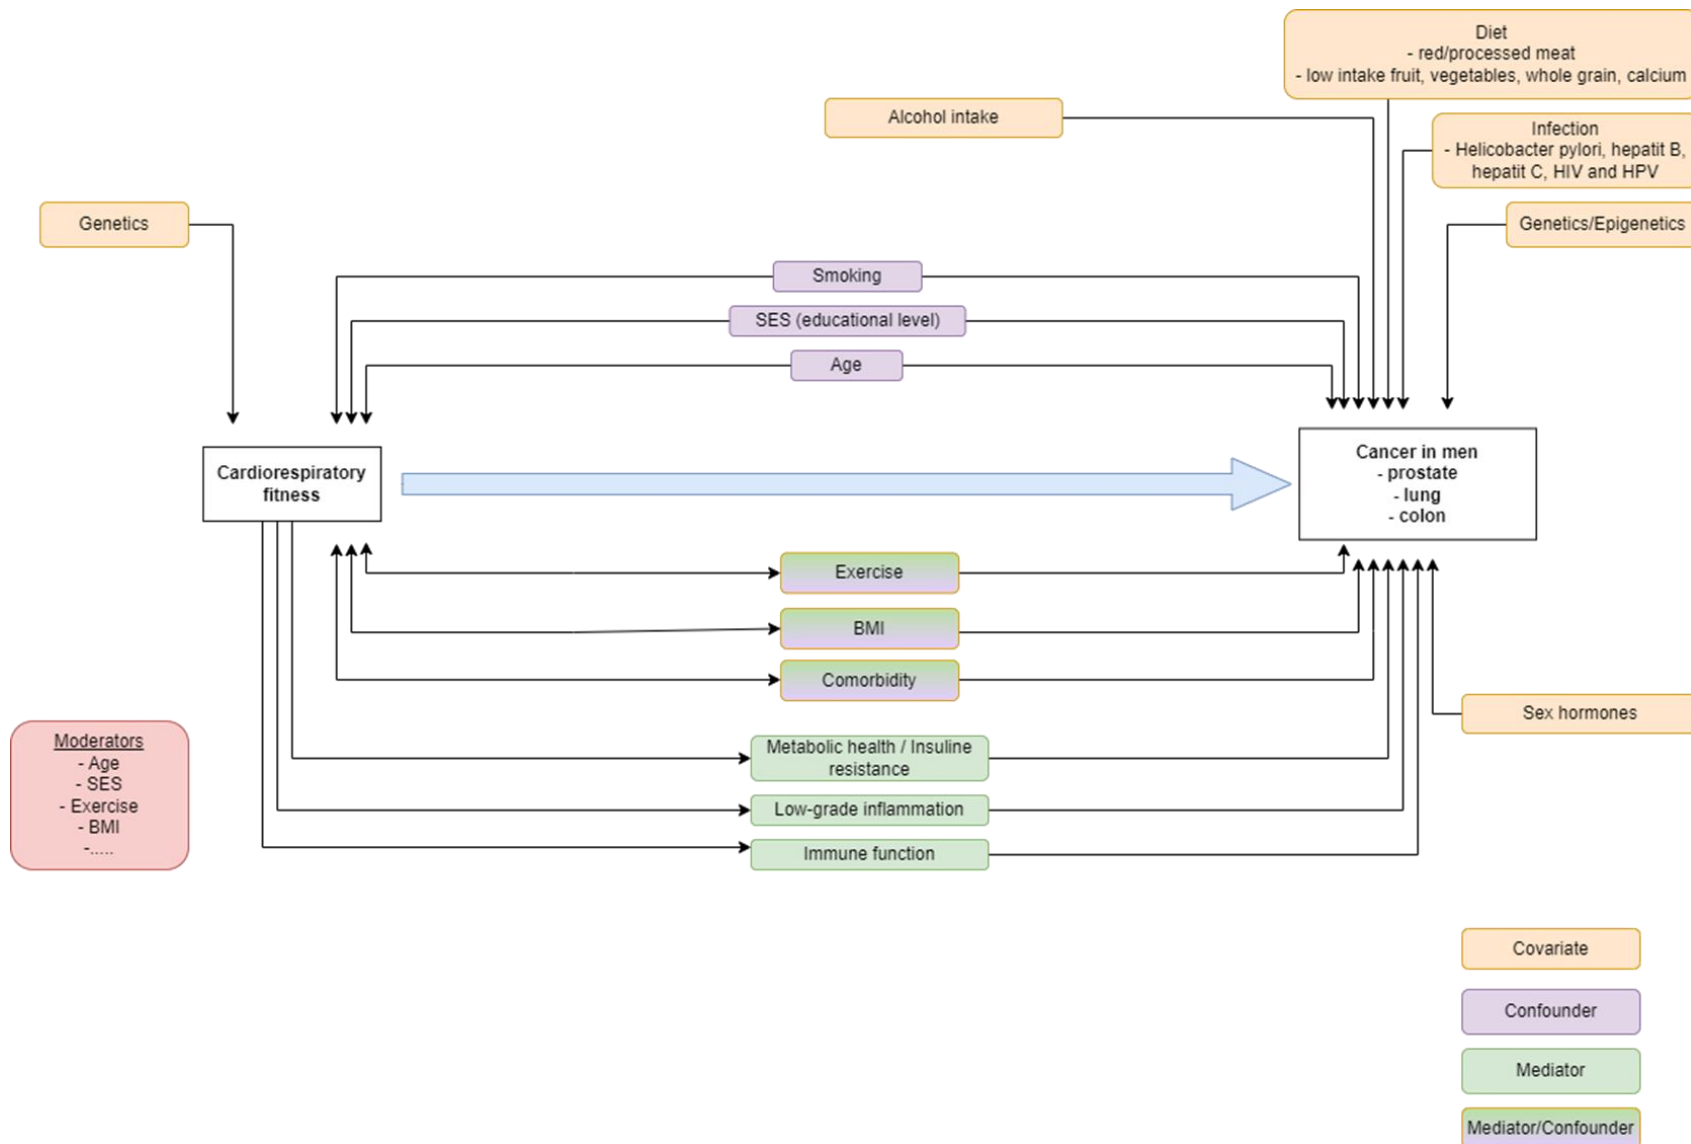 Diet
- red/processed meat
- low intake fruit, vegetables, whole grain, calcium
Alcohol intake
Infection
- Helicobacter pylori, hepatit B,
hepatit C, HIV and HPV
Genetics
Genetics/Epigenetics
Smoking
SES (educational level)
Age
Cardiorespiratory
fitness
Cancer in men
- prostate
- lung
- colon
Exercise
BMI
Comorbidity
Sex hormones
Moderators
- Age
- SES
- Exercise
- BMI
-.....
Metabolic health / Insuline
resistance
Low-grade inflammation
Immune function
Covariate
Confounder
Mediator
Mediator/Confounder